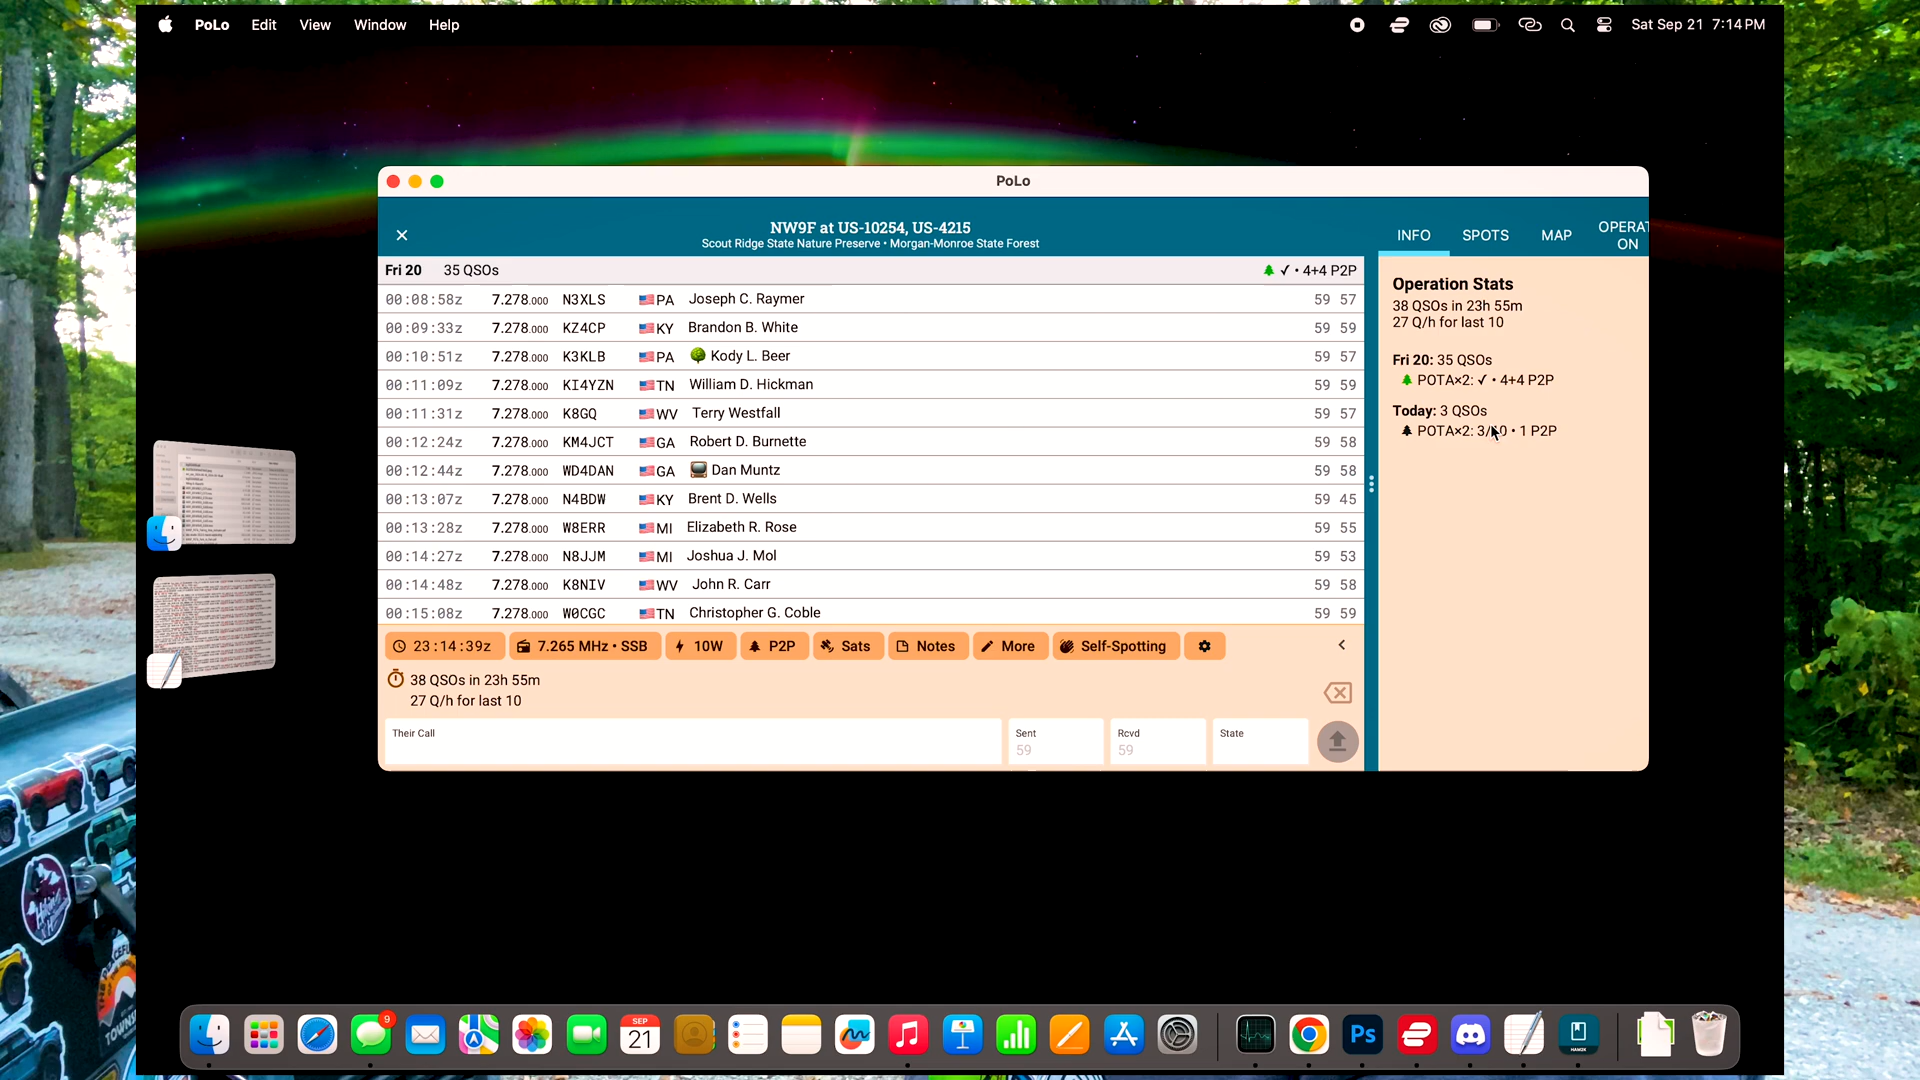 PoLo Edit View Window Help
Sat Sep 21 7:14 PM
PoLo
NW9F at US-10254, US-4215
Scout Ridge State Nature Preserve • Morgan-Monroe State Forest
INFO SPOTS MAP OPERAT
ON
Fri 20 35 QSOs ✓ • 4+4 P2P
00:08:58z 7.278.000 N3XLS PA Joseph C. Raymer 59 57
00:09:33z 7.278.000 KZ4CP KY Brandon B. White 59 59
00:10:51z 7.278.000 K3KLB PA Kody L. Beer 59 57
00:11:09z 7.278.000 KI4YZN TN William D. Hickman 59 59
00:11:31z 7.278.000 K8GQ WV Terry Westfall 59 57
00:12:24z 7.278.000 KM4JCT GA Robert D. Burnette 59 58
00:12:44z 7.278.000 WD4DAN GA Dan Muntz 59 58
00:13:07z 7.278.000 N4BDW KY Brent D. Wells 59 45
00:13:28z 7.278.000 W8ERR MI Elizabeth R. Rose 59 55
00:14:27z 7.278.000 N8JJM MI Joshua J. Mol 59 53
00:14:48z 7.278.000 K8NIV WV John R. Carr 59 58
00:15:08z 7.278.000 W0CGC TN Christopher G. Coble 59 59
23:14:39z 7.265 MHz • SSB 10W P2P Sats Notes More Self-Spotting
38 QSOs in 23h 55m
27 Q/h for last 10
Their Call Sent Rcvd State
59 59
Operation Stats
38 QSOs in 23h 55m
27 Q/h for last 10
Fri 20: 35 QSOs
POTA×2: ✓ • 4+4 P2P
Today: 3 QSOs
POTA×2: 3/ 0 • 1 P2P
9
SEP
21
Ps
HAM2K